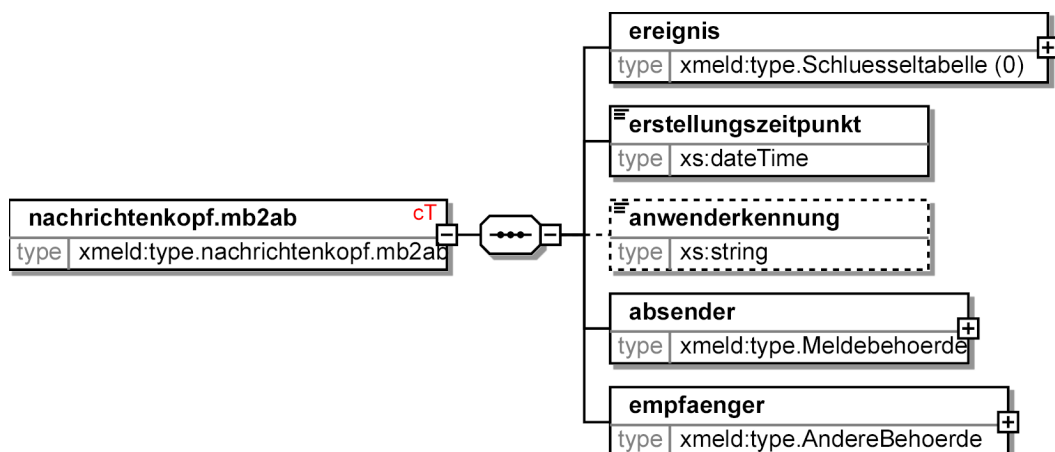 ereignis
type xmeld:type.Schluesseltabelle (0)
erstellungszeitpunkt
type xs:dateTime
nachrichtenkopf.mb2ab cT
type xmeld:type.nachrichtenkopf.mb2ab
anwenderkennung
type xs:string
absender
type xmeld:type.Meldebehoerde
empfaenger
type xmeld:type.AndereBehoerde